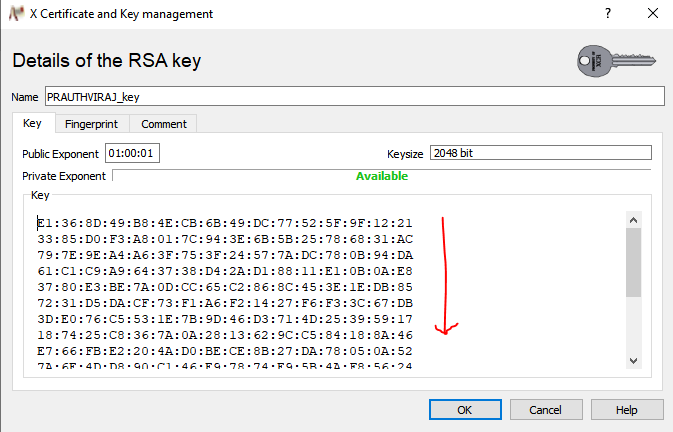 X Certificate and Key management
Details of the RSA key
Name PRAUTHVIRAJ_key
Key Fingerprint Comment
Public Exponent 01:00:01 Keysize 2048 bit
Private Exponent Available
Key
E1:36:8D:49:B8:4E:CB:6B:49:DC:77:52:5F:9F:12:21
33:85:D0:F3:A8:01:7C:94:3E:6B:5B:25:78:68:31:AC
79:7E:9E:A4:A6:3F:75:3F:24:57:7A:DC:78:0B:94:DA
61:C1:C9:A9:64:37:38:D4:2A:D1:88:11:E1:0B:0A:E8
37:80:E3:BE:7A:0D:CC:65:C2:86:8C:45:3E:1E:DB:85
72:31:D5:DA:CF:73:F1:A6:F2:14:27:F6:F3:3C:67:DB
3D:E0:76:C5:53:1E:7B:9D:46:D3:71:4D:25:39:59:17
18:74:25:C8:36:7A:0A:28:13:62:9C:C5:84:18:8A:46
E7:66:FB:E2:20:4A:D0:BE:CE:8B:27:DA:78:05:0A:52
7A:6F:4D:D8:90:C1:46:F9:78:74:F9:5B:4A:F8:56:24
OK Cancel Help